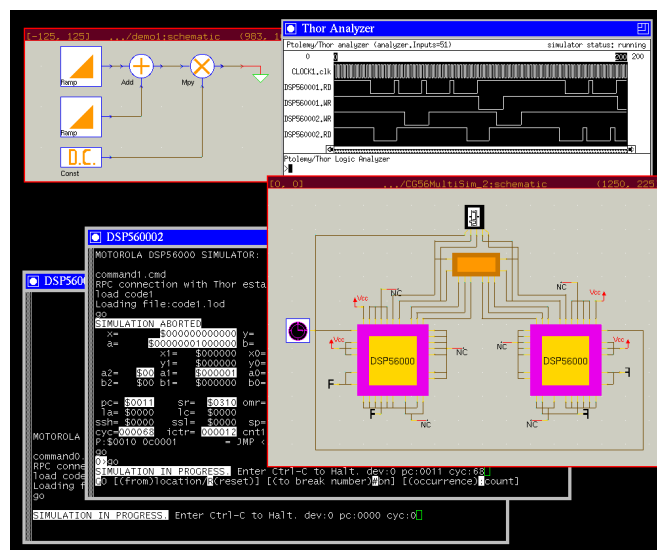 [-125, 125] .../demo1:schematic (983, 1
Ramp
Add
Mpy
Ramp
D.C.
Const
Thor Analyzer
Ptolemy/Thor analyzer (analyzer.Inputs=51) simulator status: running
0 0 200 200
CLOCK1.clk
DSP560001.RD
DSP560001.WR
DSP560002.WR
DSP560002.RD
Ptolemy/Thor Logic Analyzer
>
[0, 0] .../CG56MultiSim_2:schematic (1250, 225
NC
NC
Vcc
Vcc
Vcc
Vcc
DSP56000
DSP56000
NC
NC
F
F
F
F
NC
NC
DSP560002
MOTOROLA DSP56000 SIMULATOR:
command1.cmd
RPC connection with Thor esta
load code1
Loading file:code1.lod
go
SIMULATION ABORTED
x= $000000000000 y=
a= $00000001000000 b=
x1= $000000 x0=
y1= $000000 y0=
a2= $00 a1= $000001 a0=
b2= $00 b1= $000000 b0=
pc= $0011 sr= $0310 omr=
la= $0000 lc= $0000
ssh= $0000 ssl= $0000 sp=
cyc=000068 ictr= 000012 cnt1
P:$0010 0c0001 = JMP <
go
0>go
SIMULATION IN PROGRESS. Enter Ctrl-C to Halt. dev:0 pc:0011 cyc:68
GO [(from)location/R(reset)] [(to break number)#bn] [(occurrence):count]
DSP560
MOTOROLA
command0.
RPC conne
load code
Loading f
go
SIMULATION IN PROGRESS. Enter Ctrl-C to Halt. dev:0 pc:0000 cyc:0